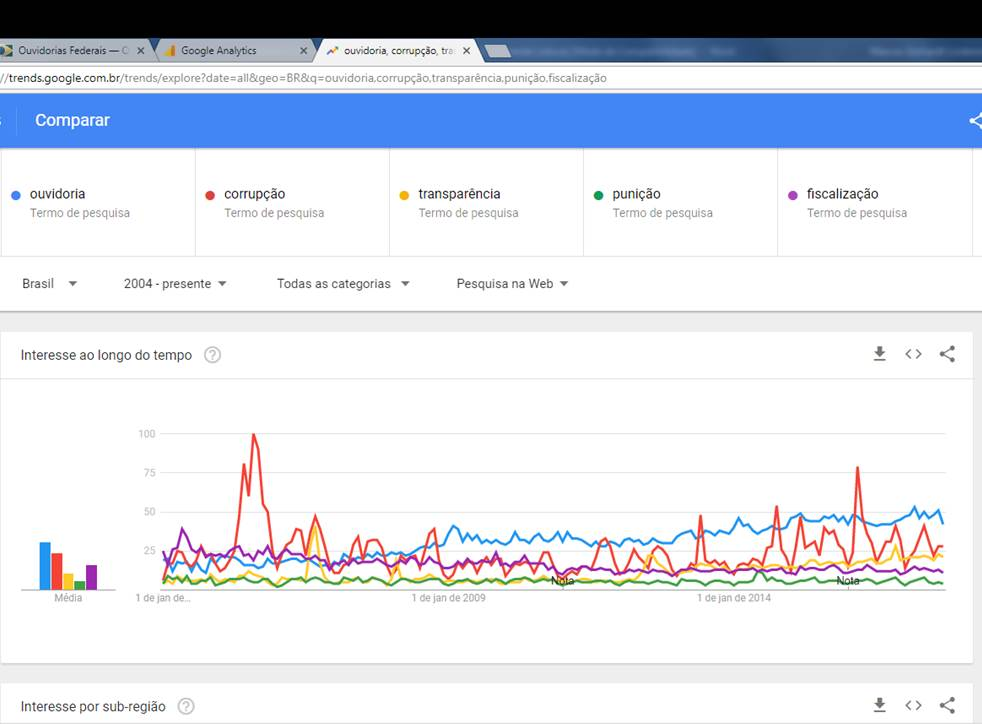 Ouvidorias Federais — C
Google Analytics
ouvidoria, corrupção, tra
//trends.google.com.br/trends/explore?date=all&geo=BR&q=ouvidoria,corrupção,transparência,punição,fiscalização
Comparar
ouvidoria
Termo de pesquisa
corrupção
Termo de pesquisa
transparência
Termo de pesquisa
punição
Termo de pesquisa
fiscalização
Termo de pesquisa
Brasil
2004 - presente
Todas as categorias
Pesquisa na Web
Interesse ao longo do tempo
100
75
50
25
Nota
Nota
Média
1 de jan de...
1 de jan de 2009
1 de jan de 2014
Interesse por sub-região